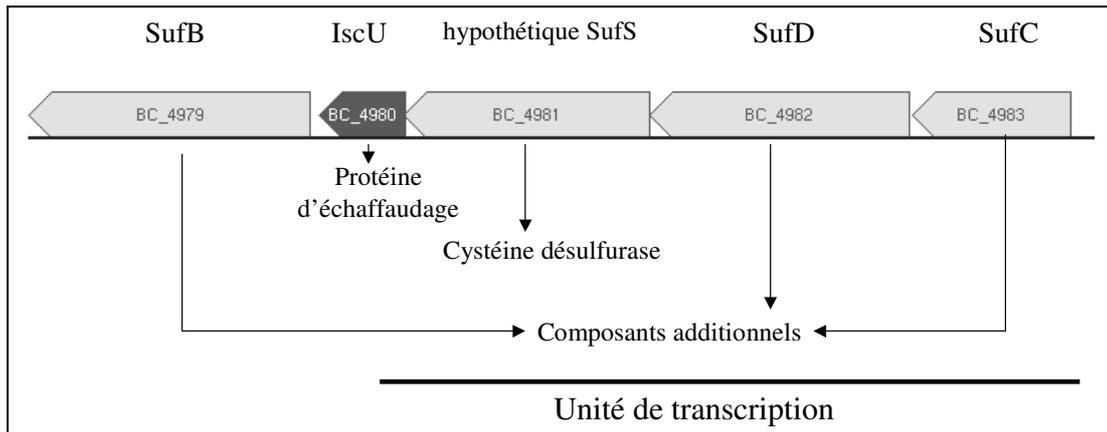 SufB IscU hypothétique SufS SufD SufC
BC_4979 BC_4980 BC_4981 BC_4982 BC_4983
Protéine
d'échaffaudage
Cystéine désulfurase
Composants additionnels
Unité de transcription